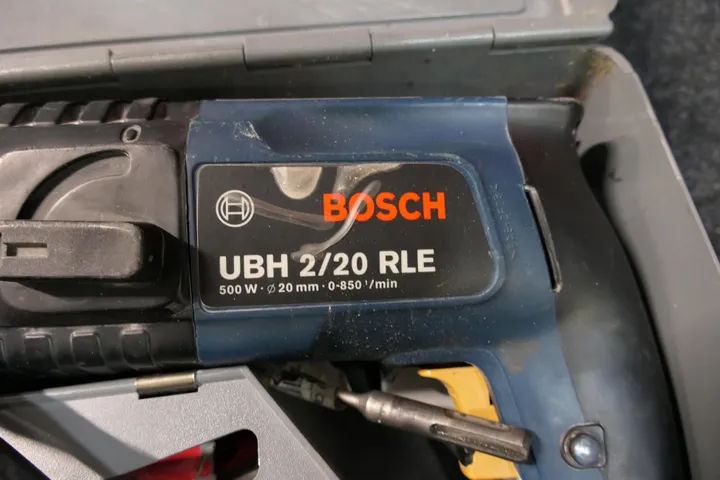 BOSCH
UBH 2/20 RLE
500 W · ⌀ 20 mm · 0-850 ¹/min